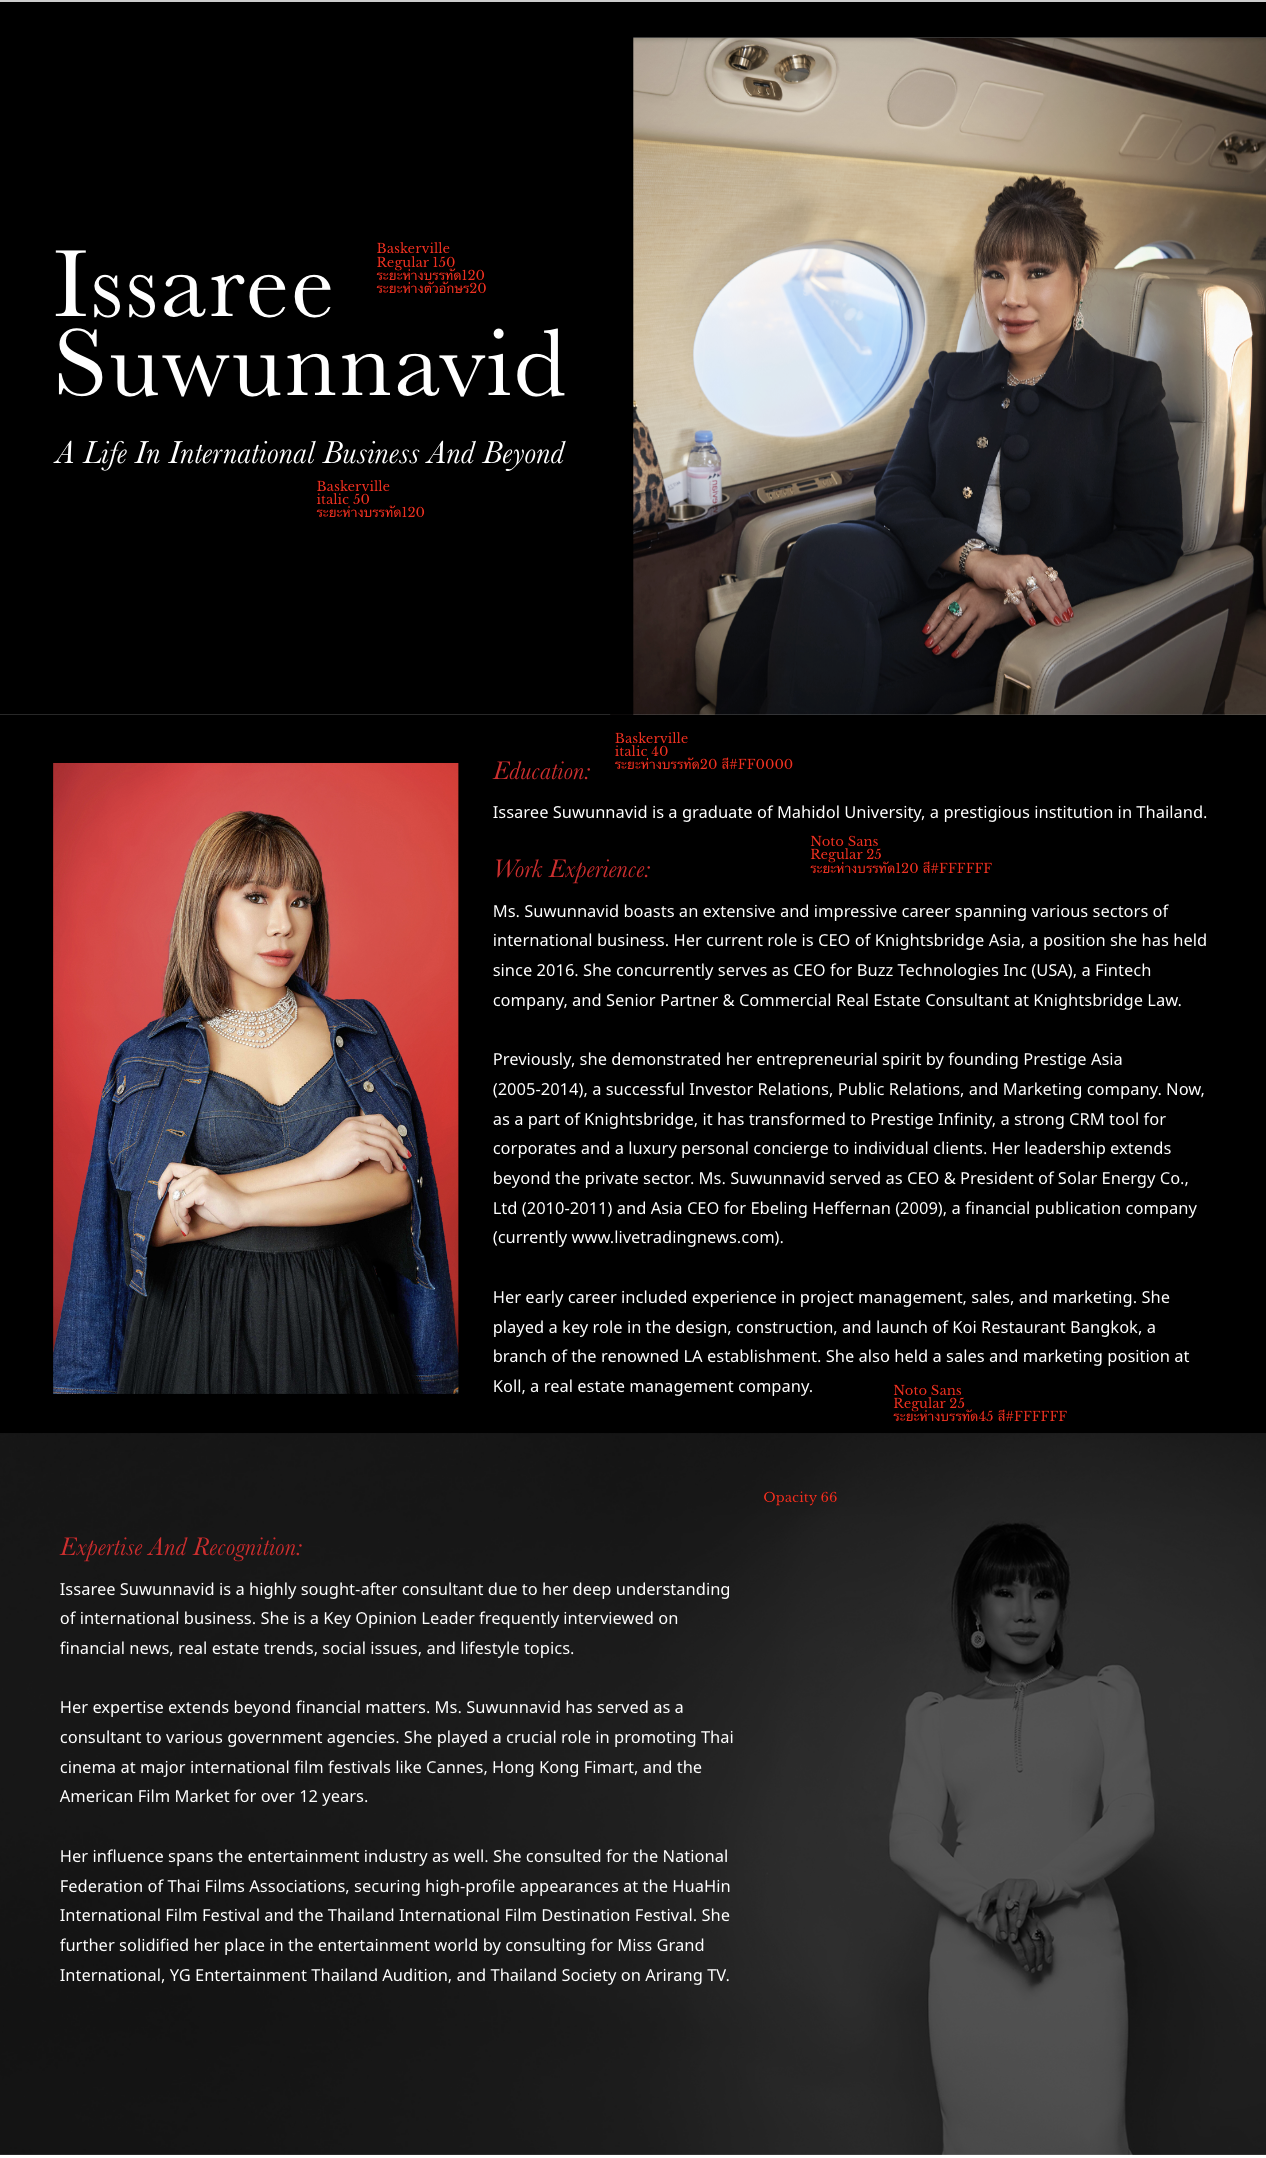 Issaree
Suwunnavid
Baskerville
Regular 150
ระยะห่างบรรทัด120
ระยะห่างตัวอักษร20
A Life In International Business And Beyond
Baskerville
italic 50
ระยะห่างบรรทัด120
Baskerville
italic 40
ระยะห่างบรรทัด20 สี#FF0000
Education:
Issaree Suwunnavid is a graduate of Mahidol University, a prestigious institution in Thailand.
Noto Sans
Regular 25
ระยะห่างบรรทัด120 สี#FFFFFF
Work Experience:
Ms. Suwunnavid boasts an extensive and impressive career spanning various sectors of
international business. Her current role is CEO of Knightsbridge Asia, a position she has held
since 2016. She concurrently serves as CEO for Buzz Technologies Inc (USA), a Fintech
company, and Senior Partner & Commercial Real Estate Consultant at Knightsbridge Law.
Previously, she demonstrated her entrepreneurial spirit by founding Prestige Asia
(2005-2014), a successful Investor Relations, Public Relations, and Marketing company. Now,
as a part of Knightsbridge, it has transformed to Prestige Infinity, a strong CRM tool for
corporates and a luxury personal concierge to individual clients. Her leadership extends
beyond the private sector. Ms. Suwunnavid served as CEO & President of Solar Energy Co.,
Ltd (2010-2011) and Asia CEO for Ebeling Heffernan (2009), a financial publication company
(currently www.livetradingnews.com).
Her early career included experience in project management, sales, and marketing. She
played a key role in the design, construction, and launch of Koi Restaurant Bangkok, a
branch of the renowned LA establishment. She also held a sales and marketing position at
Koll, a real estate management company.
Noto Sans
Regular 25
ระยะห่างบรรทัด45 สี#FFFFFF
Opacity 66
Expertise And Recognition:
Issaree Suwunnavid is a highly sought-after consultant due to her deep understanding
of international business. She is a Key Opinion Leader frequently interviewed on
financial news, real estate trends, social issues, and lifestyle topics.
Her expertise extends beyond financial matters. Ms. Suwunnavid has served as a
consultant to various government agencies. She played a crucial role in promoting Thai
cinema at major international film festivals like Cannes, Hong Kong Fimart, and the
American Film Market for over 12 years.
Her influence spans the entertainment industry as well. She consulted for the National
Federation of Thai Films Associations, securing high-profile appearances at the HuaHin
International Film Festival and the Thailand International Film Destination Festival. She
further solidified her place in the entertainment world by consulting for Miss Grand
International, YG Entertainment Thailand Audition, and Thailand Society on Arirang TV.